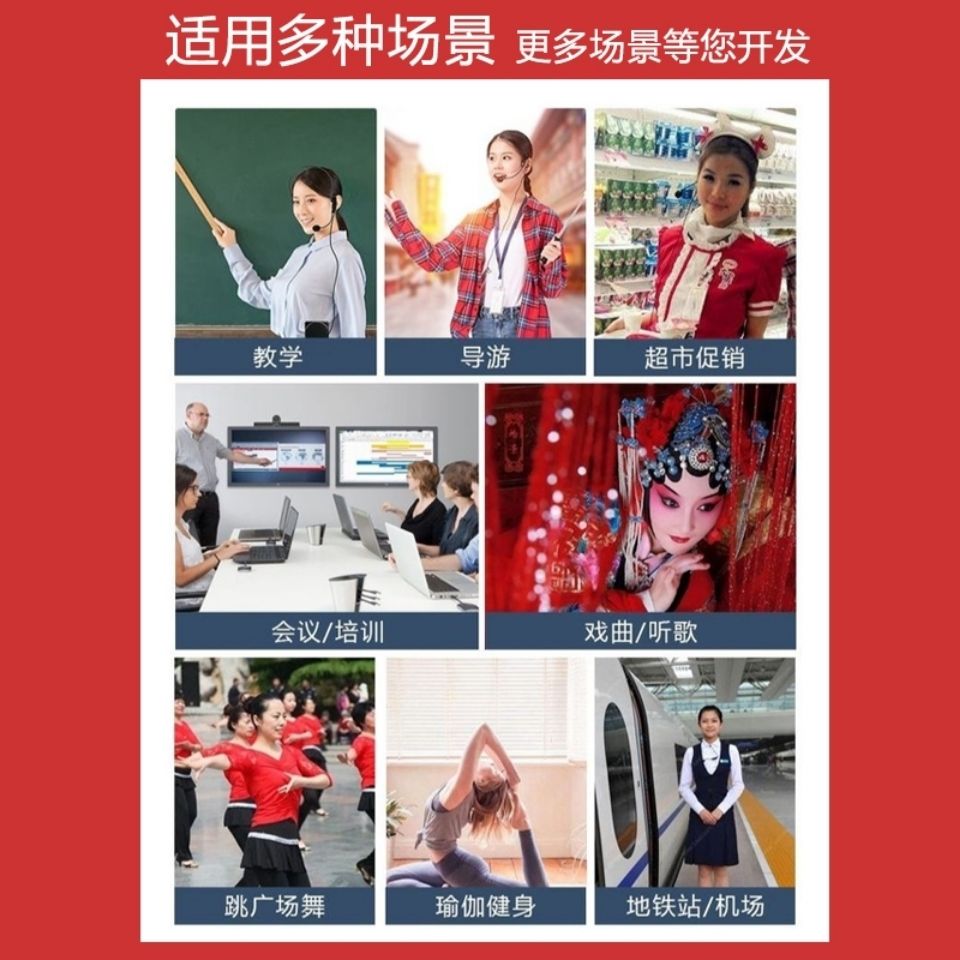 适用多种场景 更多场景等您开发
教学
导游
超市促销
会议/培训
戏曲/听歌
跳广场舞
瑜伽健身
地铁站/机场